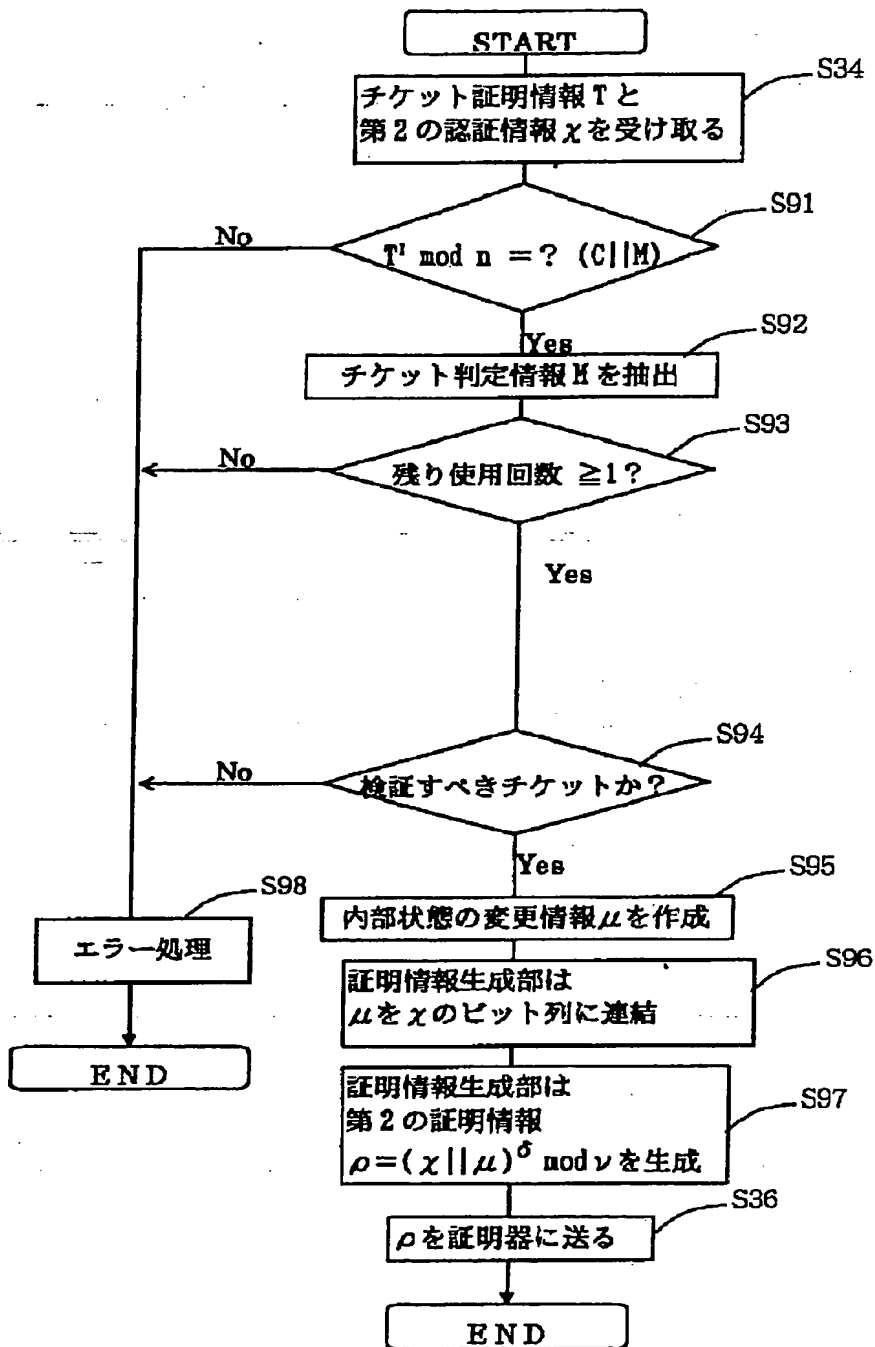 START
S34
チケット証明情報Tと
第2の認証情報χを受け取る
S91
No
T^I mod n =? (C||M)
Yes
S92
チケット判定情報Mを抽出
S93
No
残り使用回数 ≧1?
Yes
S94
No
検証すべきチケットか?
Yes
S95
内部状態の変更情報μを作成
S98
エラー処理
S96
証明情報生成部は
μをχのビット列に連結
END
S97
証明情報生成部は
第2の証明情報
ρ=(χ||μ)^δ mod νを生成
S36
ρを証明器に送る
END